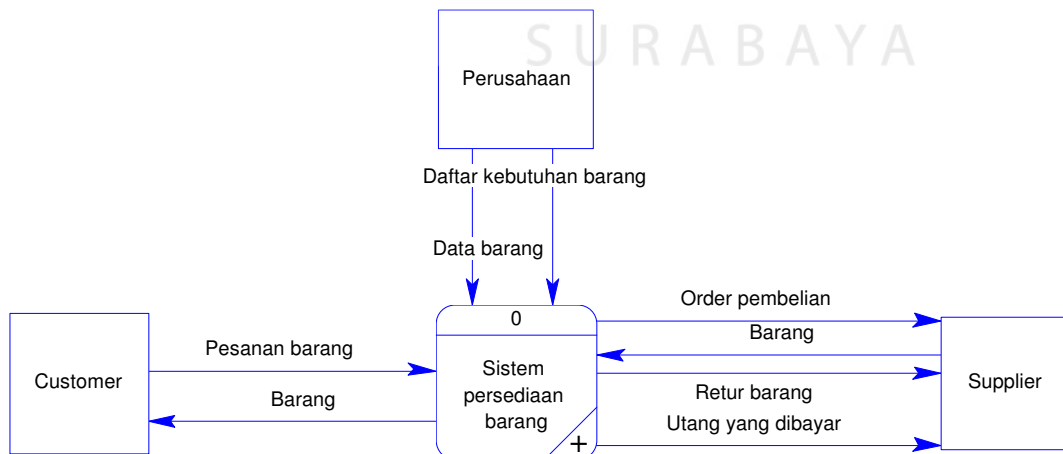 SURABAYA
Perusahaan
Daftar kebutuhan barang
Data barang
0
Sistem
persediaan
barang
+
Customer
Pesanan barang
Barang
Order pembelian
Barang
Retur barang
Utang yang dibayar
Supplier